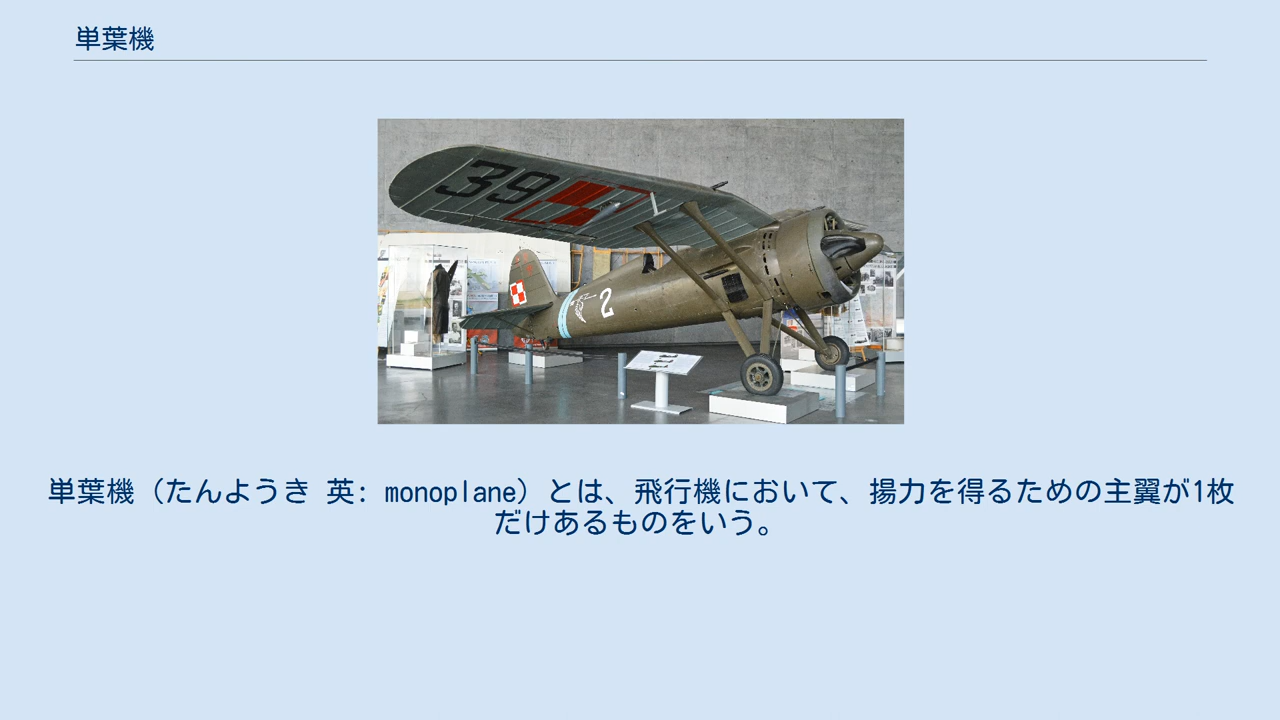 単葉機
39
2
単葉機（たんようき 英: monoplane）とは、飛行機において、揚力を得るための主翼が1枚
だけあるものをいう。